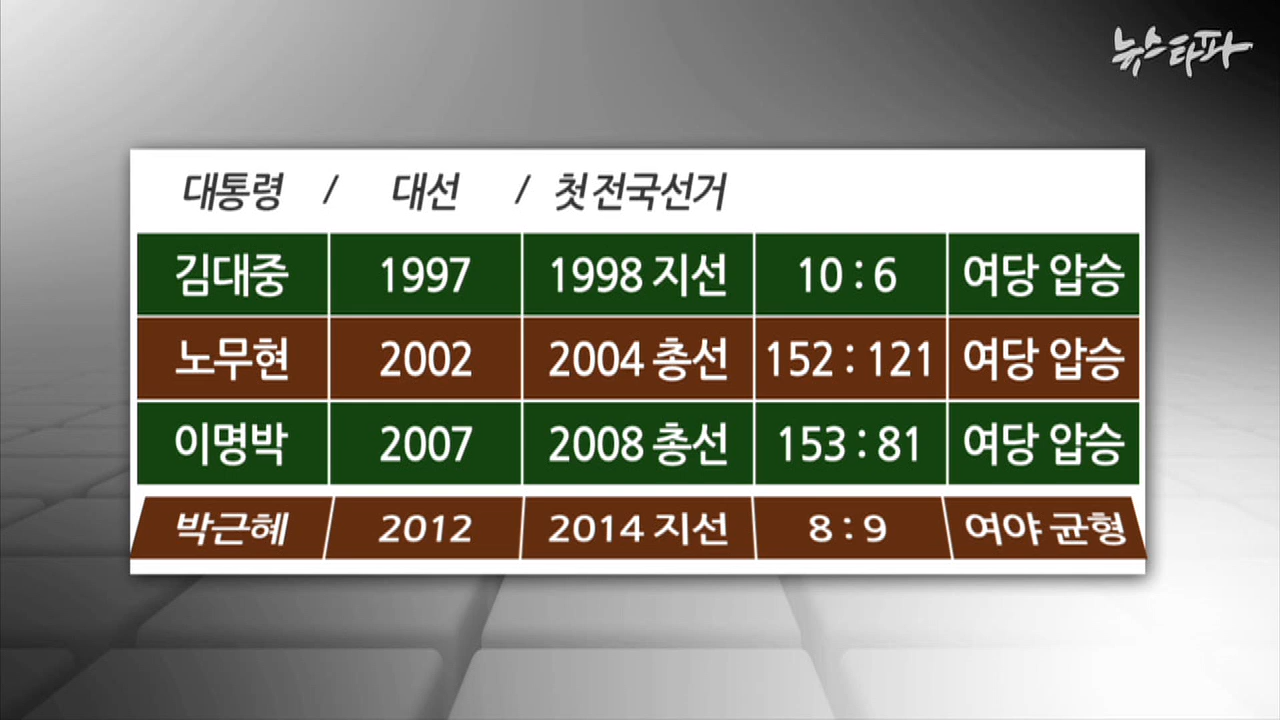 뉴스타파
대통령 / 대선 / 첫 전국선거
김대중 1997 1998 지선 10 : 6 여당 압승
노무현 2002 2004 총선 152 : 121 여당 압승
이명박 2007 2008 총선 153 : 81 여당 압승
박근혜 2012 2014 지선 8 : 9 여야 균형